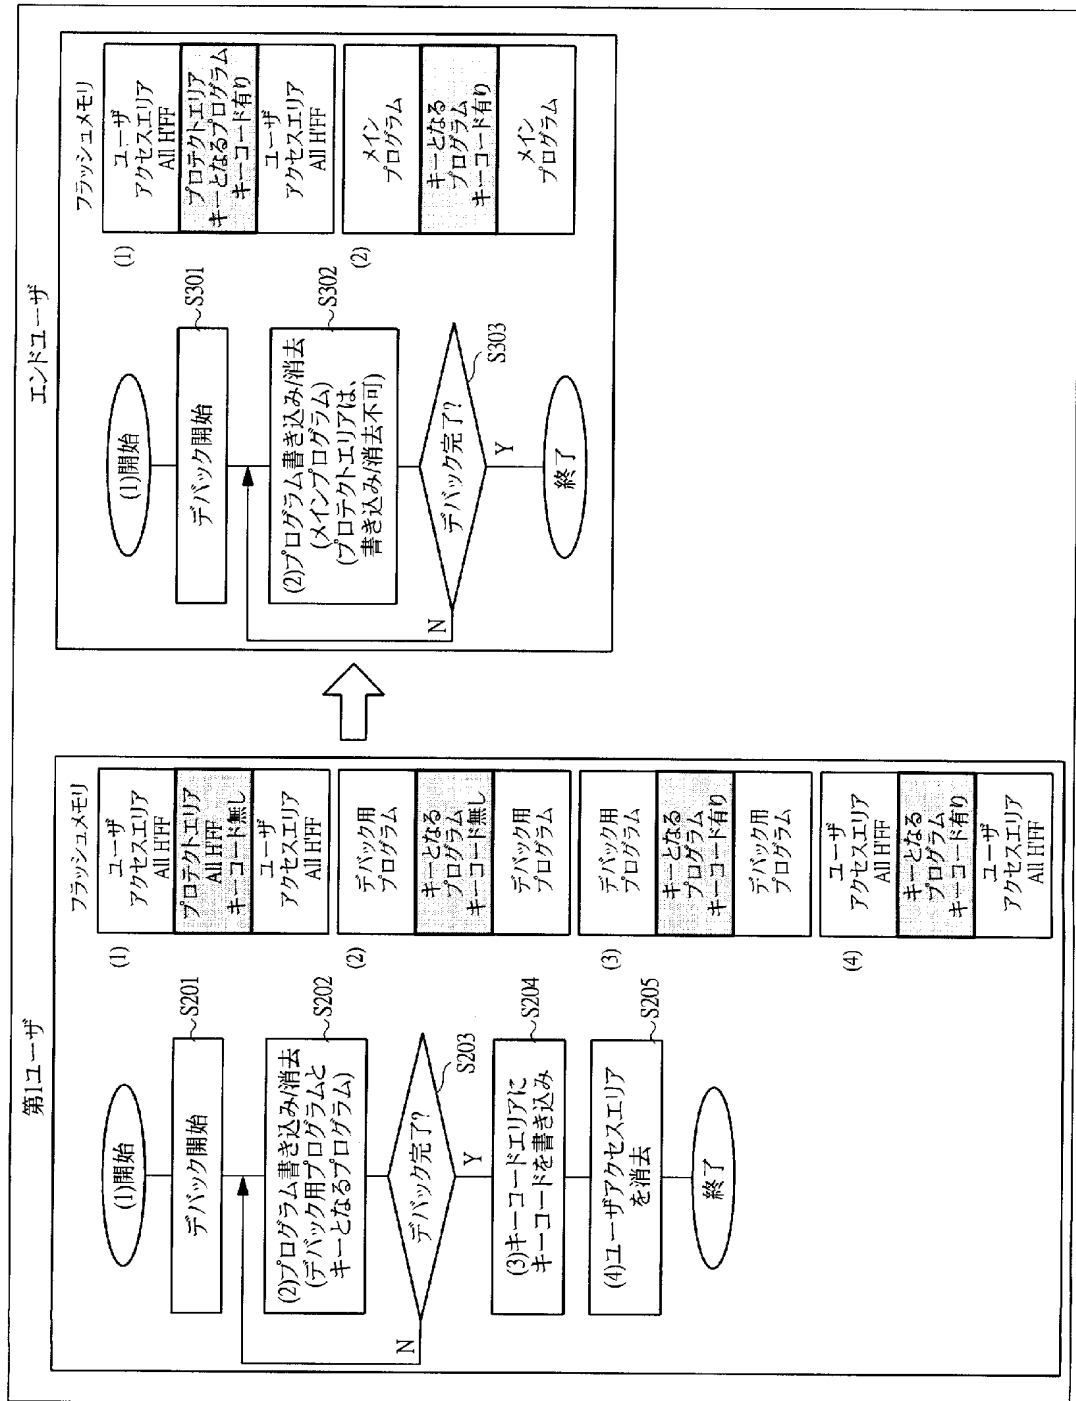 第1ユーザ
(1)開始
デバック開始
S201
(2)プログラム書き込み/消去
(デバック用プログラムと
キーとなるプログラム)
S202
デバック完了?
S203
N
Y
(3)キーコードエリアに
キーコードを書き込み
S204
(4)ユーザアクセスエリア
を消去
S205
終了
フラッシュメモリ
(1)
ユーザ
アクセスエリア
All H'FF
プロテクトエリア
All H'FF
キーコード無し
ユーザ
アクセスエリア
All H'FF
(2)
デバック用
プログラム
キーとなる
プログラム
キーコード無し
デバック用
プログラム
(3)
デバック用
プログラム
キーとなる
プログラム
キーコード有り
デバック用
プログラム
(4)
ユーザ
アクセスエリア
All H'FF
キーとなる
プログラム
キーコード有り
ユーザ
アクセスエリア
All H'FF
エンドユーザ
(1)開始
デバック開始
S301
(2)プログラム書き込み/消去
(メインプログラム)
(プロテクトエリアは、
書き込み/消去不可)
S302
デバック完了?
S303
N
Y
終了
フラッシュメモリ
(1)
ユーザ
アクセスエリア
All H'FF
プロテクトエリア
キーとなるプログラム
キーコード有り
ユーザ
アクセスエリア
All H'FF
(2)
メイン
プログラム
キーとなる
プログラム
キーコード有り
メイン
プログラム